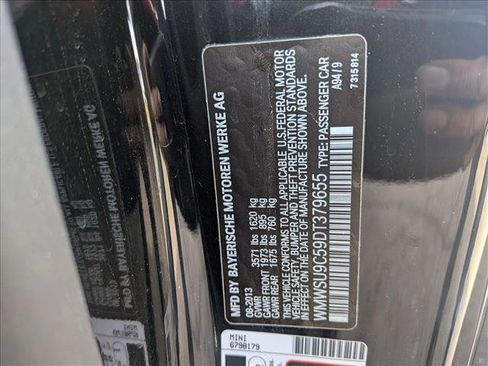 MFD BY BAYERISCHE MOTOREN WERKE AG
08-2013
GVWR 3571 lbs 1620 kg
GAWR FRONT 1973 lbs 895 kg
GAWR REAR 1675 lbs 760 kg
THIS VEHICLE CONFORMS TO ALL APPLICABLE U.S. FEDERAL MOTOR
VEHICLE SAFETY, BUMPER, AND THEFT PREVENTION STANDARDS
IN EFFECT ON THE DATE OF MANUFACTURE SHOWN ABOVE.
WMWSU9C59DT379655 TYPE: PASSENGER CAR
A94/9
7315814
MINI
6798179